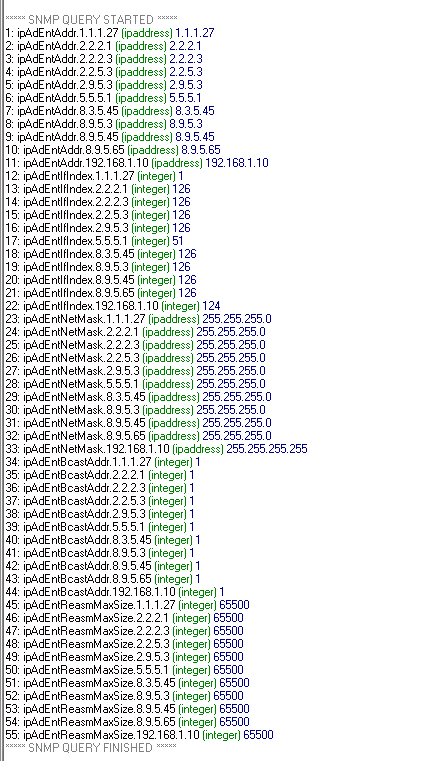 ***** SNMP QUERY STARTED *****
1: ipAdEntAddr.1.1.1.27 (ipaddress) 1.1.1.27
2: ipAdEntAddr.2.2.2.1 (ipaddress) 2.2.2.1
3: ipAdEntAddr.2.2.2.3 (ipaddress) 2.2.2.3
4: ipAdEntAddr.2.2.5.3 (ipaddress) 2.2.5.3
5: ipAdEntAddr.2.9.5.3 (ipaddress) 2.9.5.3
6: ipAdEntAddr.5.5.5.1 (ipaddress) 5.5.5.1
7: ipAdEntAddr.8.3.5.45 (ipaddress) 8.3.5.45
8: ipAdEntAddr.8.9.5.3 (ipaddress) 8.9.5.3
9: ipAdEntAddr.8.9.5.45 (ipaddress) 8.9.5.45
10: ipAdEntAddr.8.9.5.65 (ipaddress) 8.9.5.65
11: ipAdEntAddr.192.168.1.10 (ipaddress) 192.168.1.10
12: ipAdEntIfIndex.1.1.1.27 (integer) 1
13: ipAdEntIfIndex.2.2.2.1 (integer) 126
14: ipAdEntIfIndex.2.2.2.3 (integer) 126
15: ipAdEntIfIndex.2.2.5.3 (integer) 126
16: ipAdEntIfIndex.2.9.5.3 (integer) 126
17: ipAdEntIfIndex.5.5.5.1 (integer) 51
18: ipAdEntIfIndex.8.3.5.45 (integer) 126
19: ipAdEntIfIndex.8.9.5.3 (integer) 126
20: ipAdEntIfIndex.8.9.5.45 (integer) 126
21: ipAdEntIfIndex.8.9.5.65 (integer) 126
22: ipAdEntIfIndex.192.168.1.10 (integer) 124
23: ipAdEntNetMask.1.1.1.27 (ipaddress) 255.255.255.0
24: ipAdEntNetMask.2.2.2.1 (ipaddress) 255.255.255.0
25: ipAdEntNetMask.2.2.2.3 (ipaddress) 255.255.255.0
26: ipAdEntNetMask.2.2.5.3 (ipaddress) 255.255.255.0
27: ipAdEntNetMask.2.9.5.3 (ipaddress) 255.255.255.0
28: ipAdEntNetMask.5.5.5.1 (ipaddress) 255.255.255.0
29: ipAdEntNetMask.8.3.5.45 (ipaddress) 255.255.255.0
30: ipAdEntNetMask.8.9.5.3 (ipaddress) 255.255.255.0
31: ipAdEntNetMask.8.9.5.45 (ipaddress) 255.255.255.0
32: ipAdEntNetMask.8.9.5.65 (ipaddress) 255.255.255.0
33: ipAdEntNetMask.192.168.1.10 (ipaddress) 255.255.255.255
34: ipAdEntBcastAddr.1.1.1.27 (integer) 1
35: ipAdEntBcastAddr.2.2.2.1 (integer) 1
36: ipAdEntBcastAddr.2.2.2.3 (integer) 1
37: ipAdEntBcastAddr.2.2.5.3 (integer) 1
38: ipAdEntBcastAddr.2.9.5.3 (integer) 1
39: ipAdEntBcastAddr.5.5.5.1 (integer) 1
40: ipAdEntBcastAddr.8.3.5.45 (integer) 1
41: ipAdEntBcastAddr.8.9.5.3 (integer) 1
42: ipAdEntBcastAddr.8.9.5.45 (integer) 1
43: ipAdEntBcastAddr.8.9.5.65 (integer) 1
44: ipAdEntBcastAddr.192.168.1.10 (integer) 1
45: ipAdEntReasmMaxSize.1.1.1.27 (integer) 65500
46: ipAdEntReasmMaxSize.2.2.2.1 (integer) 65500
47: ipAdEntReasmMaxSize.2.2.2.3 (integer) 65500
48: ipAdEntReasmMaxSize.2.2.5.3 (integer) 65500
49: ipAdEntReasmMaxSize.2.9.5.3 (integer) 65500
50: ipAdEntReasmMaxSize.5.5.5.1 (integer) 65500
51: ipAdEntReasmMaxSize.8.3.5.45 (integer) 65500
52: ipAdEntReasmMaxSize.8.9.5.3 (integer) 65500
53: ipAdEntReasmMaxSize.8.9.5.45 (integer) 65500
54: ipAdEntReasmMaxSize.8.9.5.65 (integer) 65500
55: ipAdEntReasmMaxSize.192.168.1.10 (integer) 65500
***** SNMP QUERY FINISHED *****